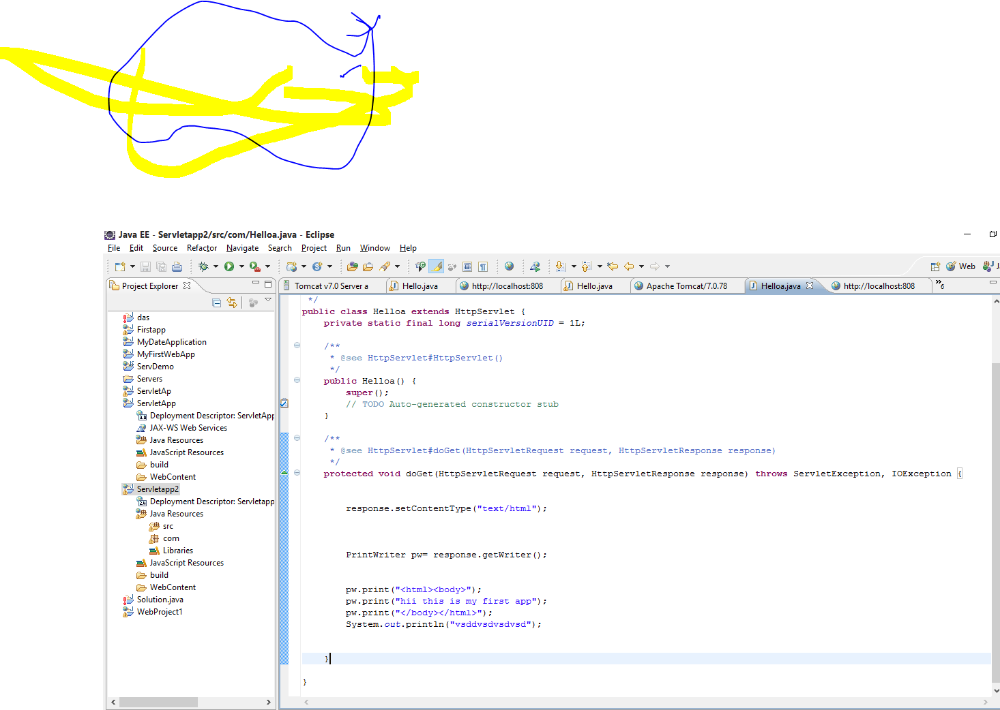 Java EE - Servletapp2/src/com/Helloa.java - Eclipse
File Edit Source Refactor Navigate Search Project Run Window Help
Web J
Project Explorer
Tomcat v7.0 Server a Hello.java http://localhost:808 Hello.java Apache Tomcat/7.0.78 Helloa.java http://localhost:808 »6
das
Firstapp
MyDateApplication
MyFirstWebApp
ServDemo
Servers
ServletAp
ServletApp
Deployment Descriptor: ServletApp
JAX-WS Web Services
Java Resources
JavaScript Resources
build
WebContent
Servletapp2
Deployment Descriptor: Servletapp
Java Resources
src
com
Libraries
JavaScript Resources
build
WebContent
Solution.java
WebProject1
*/
public class Helloa extends HttpServlet {
private static final long serialVersionUID = 1L;
/**
* @see HttpServlet#HttpServlet()
*/
public Helloa() {
super();
// TODO Auto-generated constructor stub
}
/**
* @see HttpServlet#doGet(HttpServletRequest request, HttpServletResponse response)
*/
protected void doGet(HttpServletRequest request, HttpServletResponse response) throws ServletException, IOException {
response.setContentType("text/html");
PrintWriter pw= response.getWriter();
pw.print("<html><body>");
pw.print("hii this is my first app");
pw.print("</body></html>");
System.out.println("vsddvsdvsdvsd");
}
}